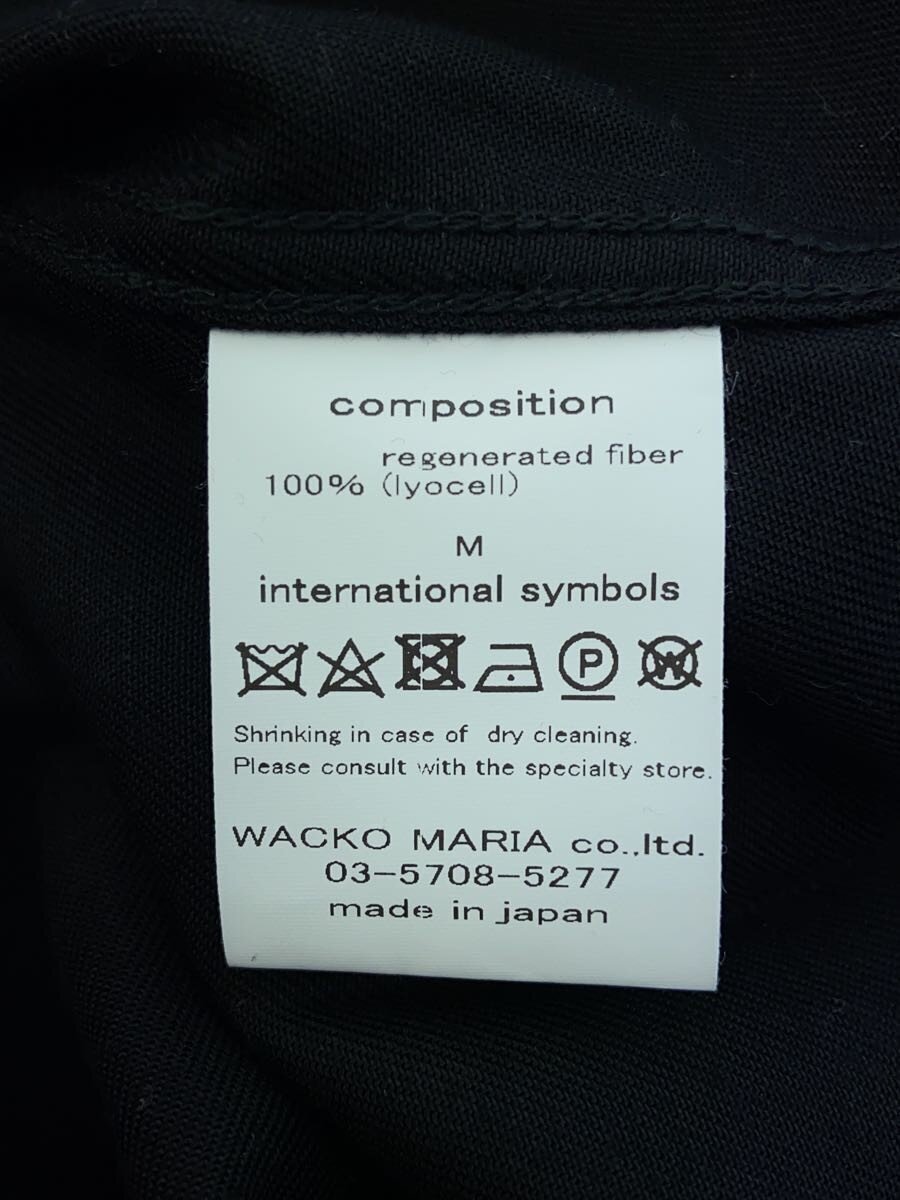 composition
regenerated fiber
100% (lyocell)
M
international symbols
P W
Shrinking in case of dry cleaning.
Please consult with the specialty store.
WACKO MARIA co.,ltd.
03-5708-5277
made in japan